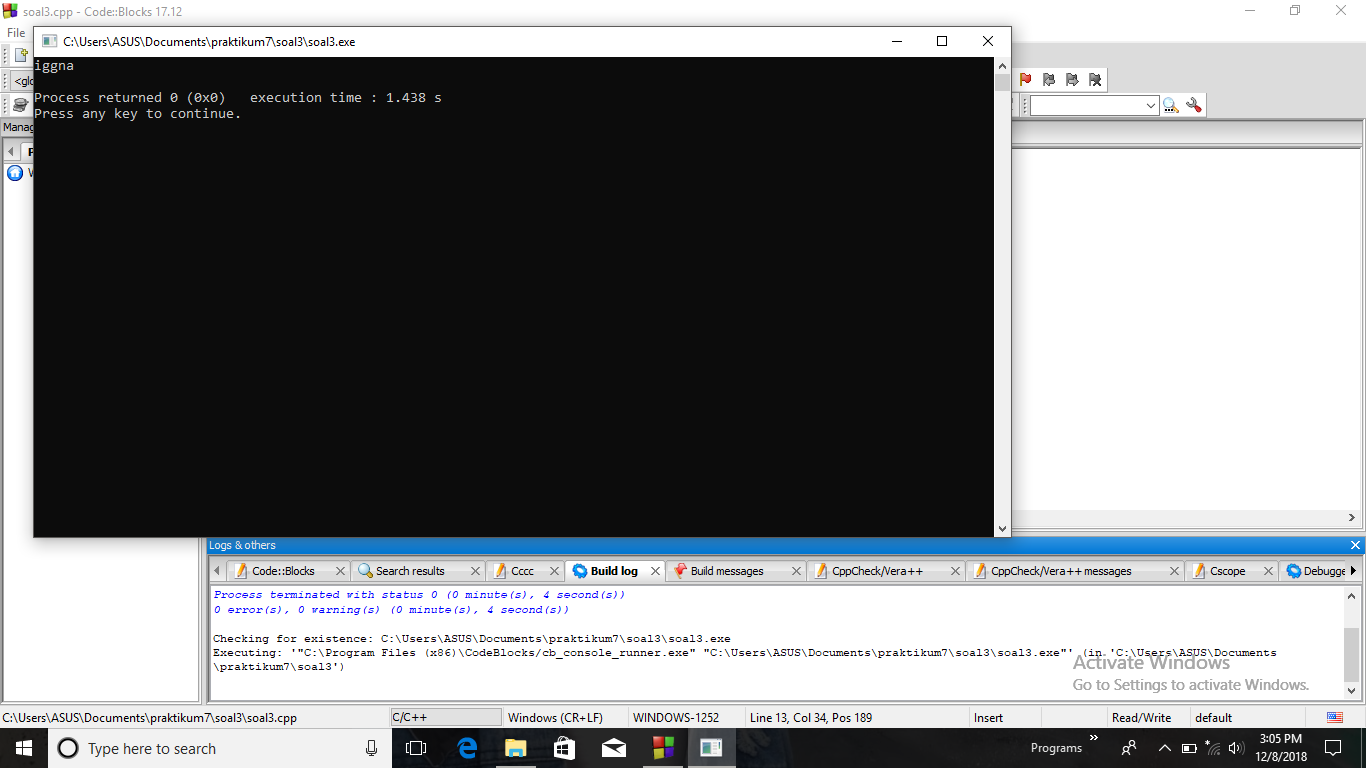 soal3.cpp - Code::Blocks 17.12
File
C:\Users\ASUS\Documents\praktikum7\soal3\soal3.exe
iggna
Process returned 0 (0x0)   execution time : 1.438 s
Press any key to continue.
Logs & others
Code::Blocks
Search results
Cccc
Build log
Build messages
CppCheck/Vera++
CppCheck/Vera++ messages
Cscope
Process terminated with status 0 (0 minute(s), 4 second(s))
0 error(s), 0 warning(s) (0 minute(s), 4 second(s))
Checking for existence: C:\Users\ASUS\Documents\praktikum7\soal3\soal3.exe
Executing: '"C:\Program Files (x86)\CodeBlocks/cb_console_runner.exe" "C:\Users\ASUS\Documents\praktikum7\soal3\soal3.exe"' (in 'C:\Users\ASUS\Documents
\praktikum7\soal3')
Activate Windows
Go to Settings to activate Windows.
C:\Users\ASUS\Documents\praktikum7\soal3\soal3.cpp
C/C++
Windows (CR+LF)
WINDOWS-1252
Line 13, Col 34, Pos 189
Insert
Read/Write
default
Type here to search
Programs
3:05 PM
12/8/2018